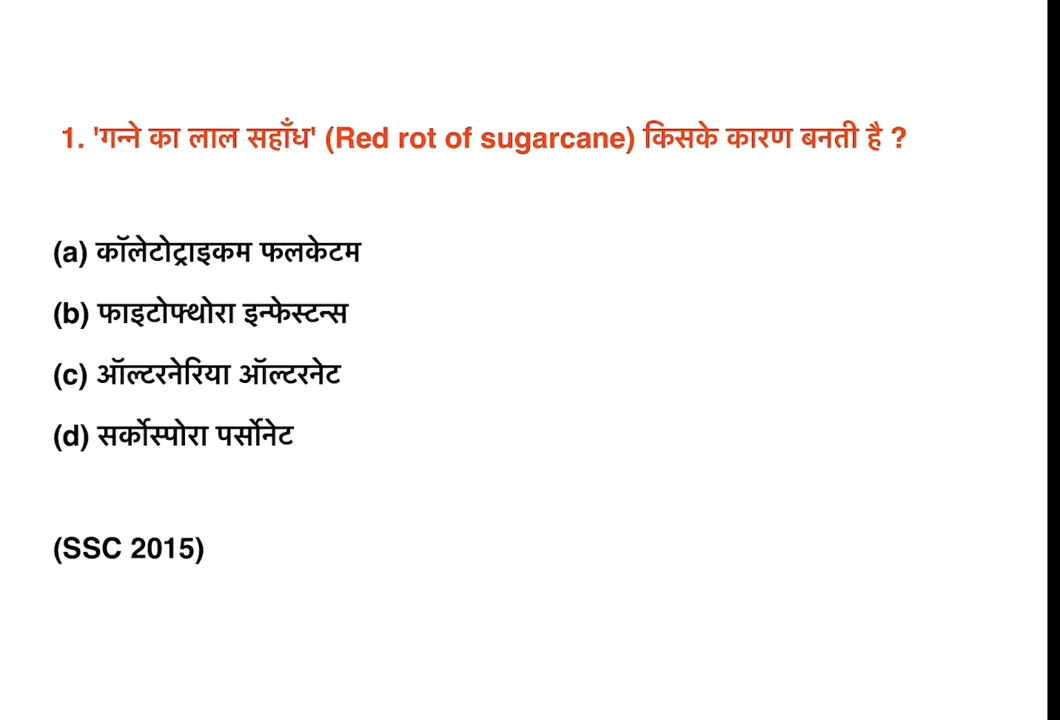 1. 'गन्ने का लाल सहाँध' (Red rot of sugarcane) किसके कारण बनती है ?
(a) कॉलेटोट्राइकम फलकेटम
(b) फाइटोफ्थोरा इन्फेस्टन्स
(c) ऑल्टरनेरिया ऑल्टरनेट
(d) सर्कोस्पोरा पर्सोनेट
(SSC 2015)